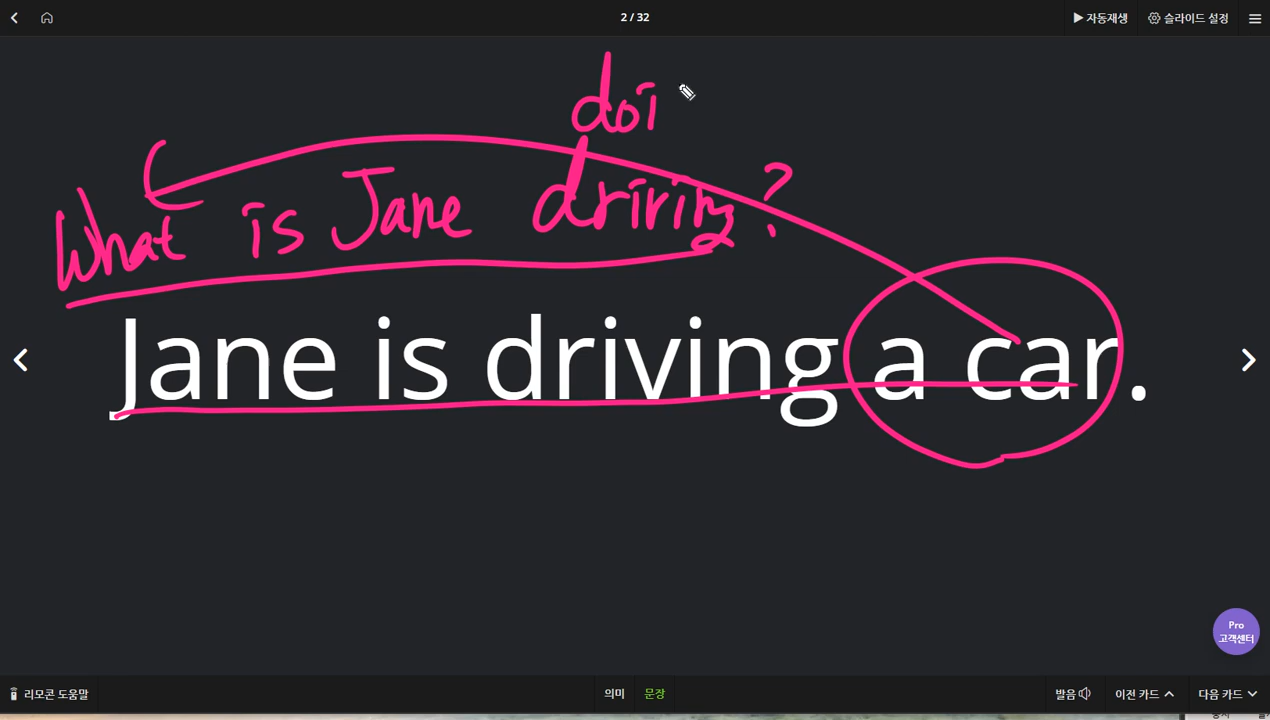 2 / 32
자동재생
슬라이드 설정
doi
What is Jane driving?
Jane is driving a car.
Pro
고객센터
리모콘 도움말
의미
문장
발음
이전 카드
다음 카드